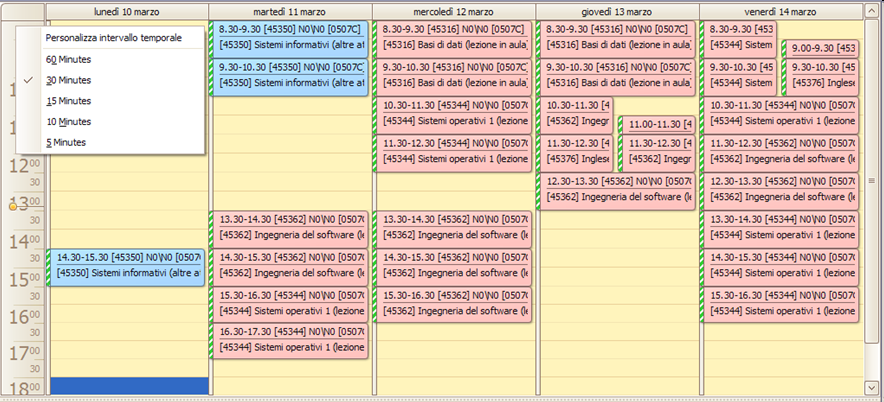 lunedì 10 marzo
martedì 11 marzo
mercoledì 12 marzo
giovedì 13 marzo
venerdì 14 marzo
Personalizza intervallo temporale
60 Minutes
30 Minutes
15 Minutes
10 Minutes
5 Minutes
12 00
30
13 00
30
14 00
30
15 00
30
16 00
30
17 00
30
18 00
14.30-15.30 [45350] N0\N0 [0507C
[45350] Sistemi informativi (altre at
8.30-9.30 [45350] N0\N0 [0507C]
[45350] Sistemi informativi (altre at
9.30-10.30 [45350] N0\N0 [0507C
[45350] Sistemi informativi (altre at
13.30-14.30 [45362] N0\N0 [0507C
[45362] Ingegneria del software (le
14.30-15.30 [45362] N0\N0 [0507C
[45362] Ingegneria del software (le
15.30-16.30 [45344] N0\N0 [0507C
[45344] Sistemi operativi 1 (lezione
16.30-17.30 [45344] N0\N0 [0507C
[45344] Sistemi operativi 1 (lezione
8.30-9.30 [45316] N0\N0 [0507C]
[45316] Basi di dati (lezione in aula)
9.30-10.30 [45316] N0\N0 [0507C
[45316] Basi di dati (lezione in aula)
10.30-11.30 [45344] N0\N0 [0507C
[45344] Sistemi operativi 1 (lezione
11.30-12.30 [45344] N0\N0 [0507C
[45344] Sistemi operativi 1 (lezione
13.30-14.30 [45362] N0\N0 [0507C
[45362] Ingegneria del software (le
14.30-15.30 [45362] N0\N0 [0507C
[45362] Ingegneria del software (le
15.30-16.30 [45362] N0\N0 [0507C
[45362] Ingegneria del software (le
8.30-9.30 [45316] N0\N0 [0507C]
[45316] Basi di dati (lezione in aula)
9.30-10.30 [45316] N0\N0 [0507C
[45316] Basi di dati (lezione in aula)
10.30-11.30 [4
[45362] Ingegr
11.00-11.30 [4
11.30-12.30 [4
[45376] Inglese
11.30-12.30 [4
[45362] Ingegr
12.30-13.30 [45362] N0\N0 [0507C
[45362] Ingegneria del software (le
8.30-9.30 [453
[45344] Sistem
9.00-9.30 [453
9.30-10.30 [45
[45344] Sistem
9.30-10.30 [45
[45376] Inglese
10.30-11.30 [45344] N0\N0 [0507C
[45344] Sistemi operativi 1 (lezione
11.30-12.30 [45362] N0\N0 [0507C
[45362] Ingegneria del software (le
12.30-13.30 [45362] N0\N0 [0507C
[45362] Ingegneria del software (le
13.30-14.30 [45344] N0\N0 [0507C
[45344] Sistemi operativi 1 (lezione
14.30-15.30 [45344] N0\N0 [0507C
[45344] Sistemi operativi 1 (lezione
15.30-16.30 [45344] N0\N0 [0507C
[45344] Sistemi operativi 1 (lezione